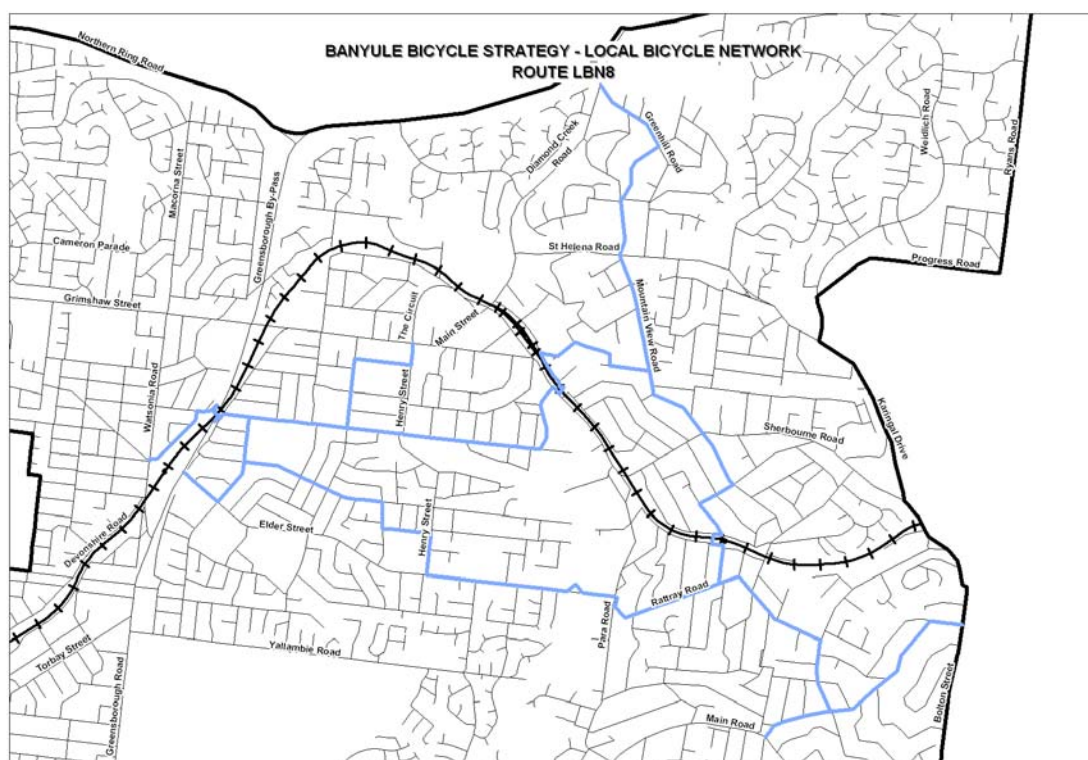 BANYULE BICYCLE STRATEGY - LOCAL BICYCLE NETWORK
ROUTE LBN8
Northern Ring Road
Diamond Creek
Road
Greenhill Road
Weidlich Road
Ryans Road
Macorna Street
Greensborough By-Pass
Cameron Parade
St Helena Road
Progress Road
Grimshaw Street
The Circuit
Main Street
Mountain View Road
Watsonia Road
Henry Street
Karingal Drive
Sherbourne Road
Devonshire Road
Elder Street
Henry Street
Rattray Road
Para Road
Torbay Street
Yallambie Road
Greensborough Road
Main Road
Bolton Street